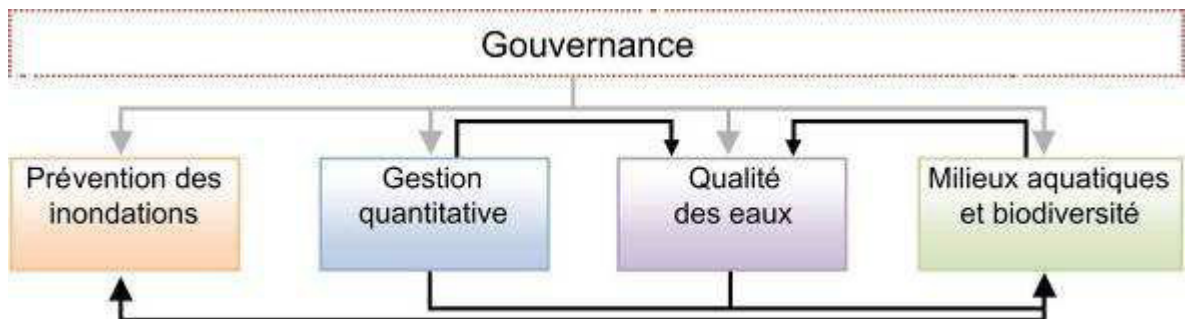 Gouvernance
Prévention des
inondations
Gestion
quantitative
Qualité
des eaux
Milieux aquatiques
et biodiversité